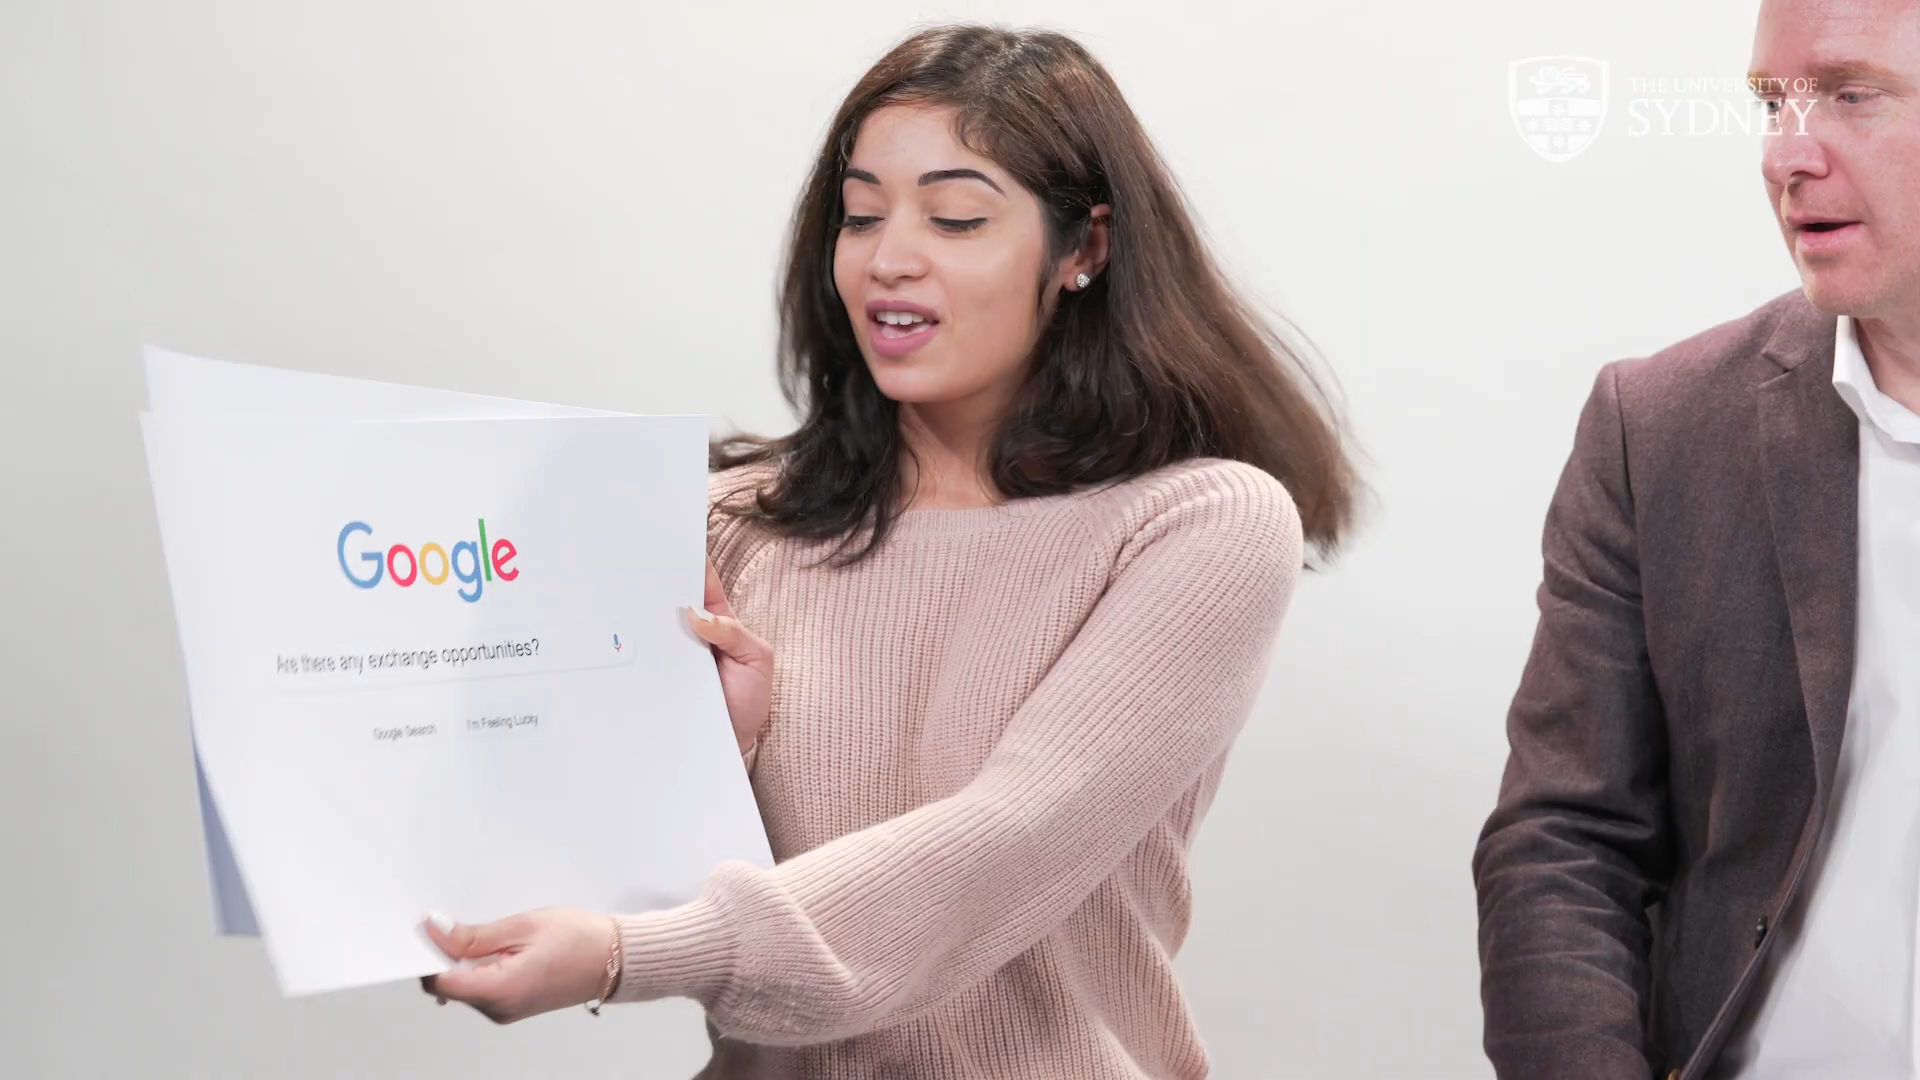 THE UNIVERSITY OF
SYDNEY
Google
Are there any exchange opportunities?
Google Search I'm Feeling Lucky